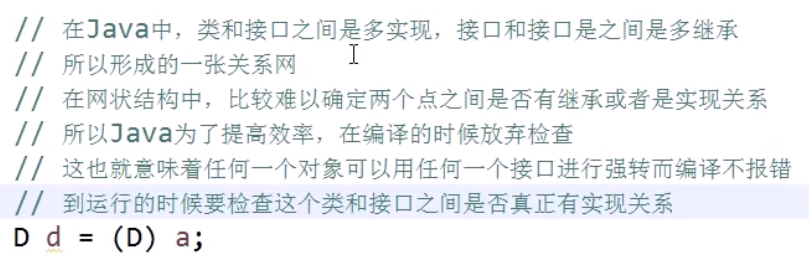 // 在Java中，类和接口之间是多实现，接口和接口是之间是多继承
// 所以形成的一张关系网
// 在网状结构中，比较难以确定两个点之间是否有继承或者是实现关系
// 所以Java为了提高效率，在编译的时候放弃检查
// 这也就意味着任何一个对象可以用任何一个接口进行强转而编译不报错
// 到运行的时候要检查这个类和接口之间是否真正有实现关系
D d = (D) a;